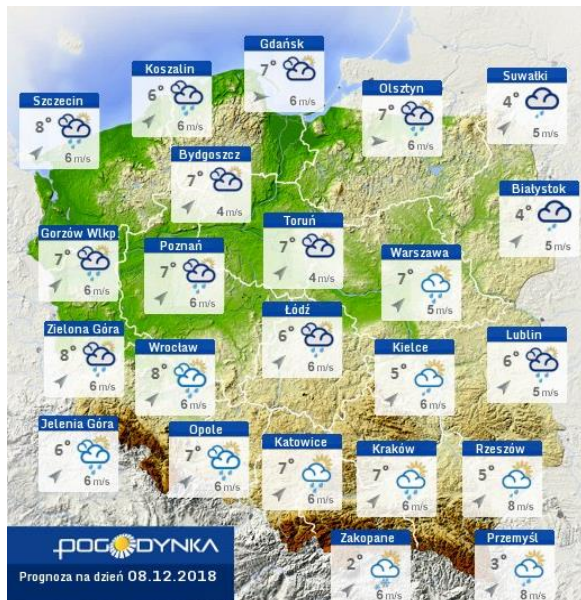 Gdańsk
7°
6 m/s
Koszalin
6°
6 m/s
Suwałki
4°
5 m/s
Olsztyn
7°
6 m/s
Szczecin
8°
6 m/s
Bydgoszcz
7°
4 m/s
Białystok
4°
5 m/s
Toruń
7°
4 m/s
Gorzów Wlkp
7°
6 m/s
Poznań
7°
6 m/s
Warszawa
7°
5 m/s
Łódź
6°
6 m/s
Zielona Góra
8°
6 m/s
Wrocław
8°
6 m/s
Kielce
5°
6 m/s
Lublin
6°
5 m/s
Jelenia Góra
6°
6 m/s
Opole
7°
6 m/s
Katowice
7°
6 m/s
Kraków
7°
6 m/s
Rzeszów
5°
8 m/s
Zakopane
2°
6 m/s
Przemyśl
3°
8 m/s
POGODYNKA
Prognoza na dzień 08.12.2018